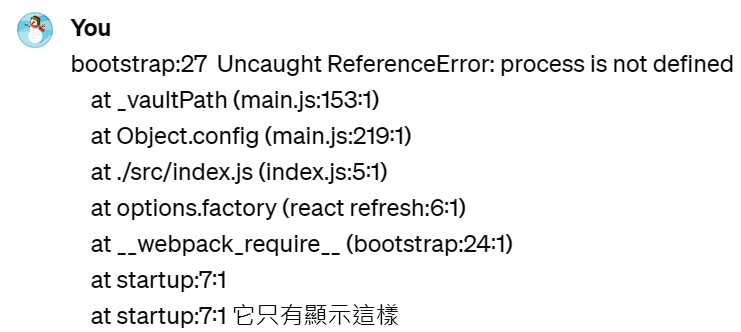 You
bootstrap:27 Uncaught ReferenceError: process is not defined
at _vaultPath (main.js:153:1)
at Object.config (main.js:219:1)
at ./src/index.js (index.js:5:1)
at options.factory (react refresh:6:1)
at __webpack_require__ (bootstrap:24:1)
at startup:7:1
at startup:7:1 它只有顯示這樣